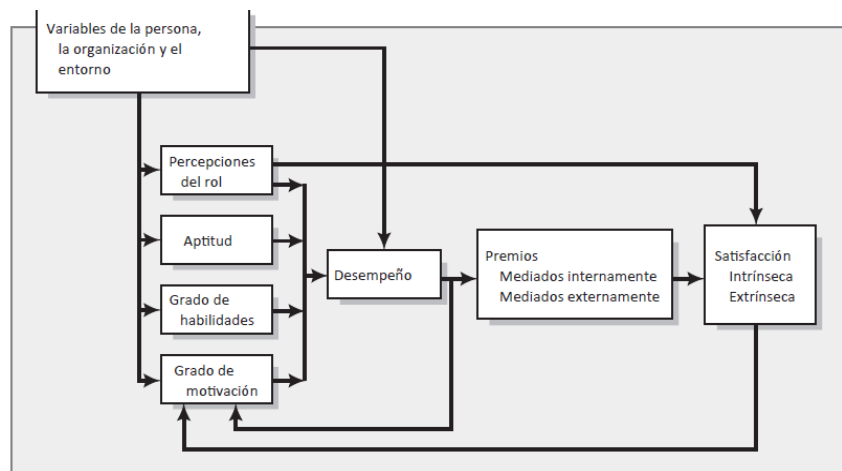 Variables de la persona,
la organización y el
entorno
Percepciones
del rol
Aptitud
Grado de
habilidades
Grado de
motivación
Desempeño
Premios
Mediados internamente
Mediados externamente
Satisfacción
Intrínseca
Extrínseca